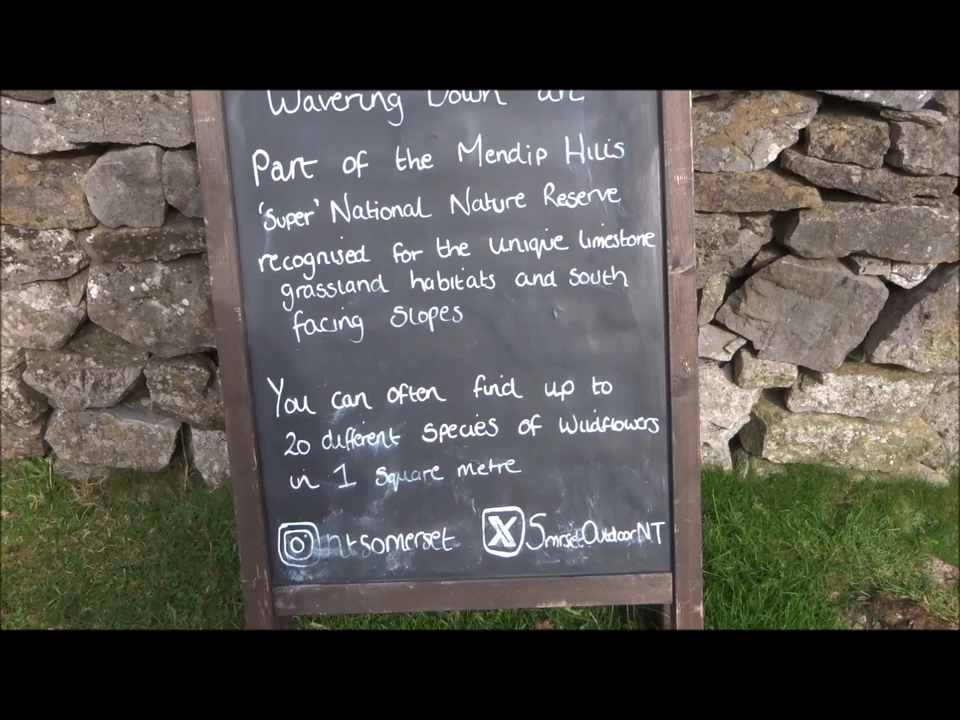 Wavering Down are
Part of the Mendip Hills
'Super' National Nature Reserve
recognised for the unique limestone
grassland habitats and south
facing slopes
You can often find up to
20 different species of wildflowers
in 1 square metre
ntsomerset X SmrsetOutdoorNT